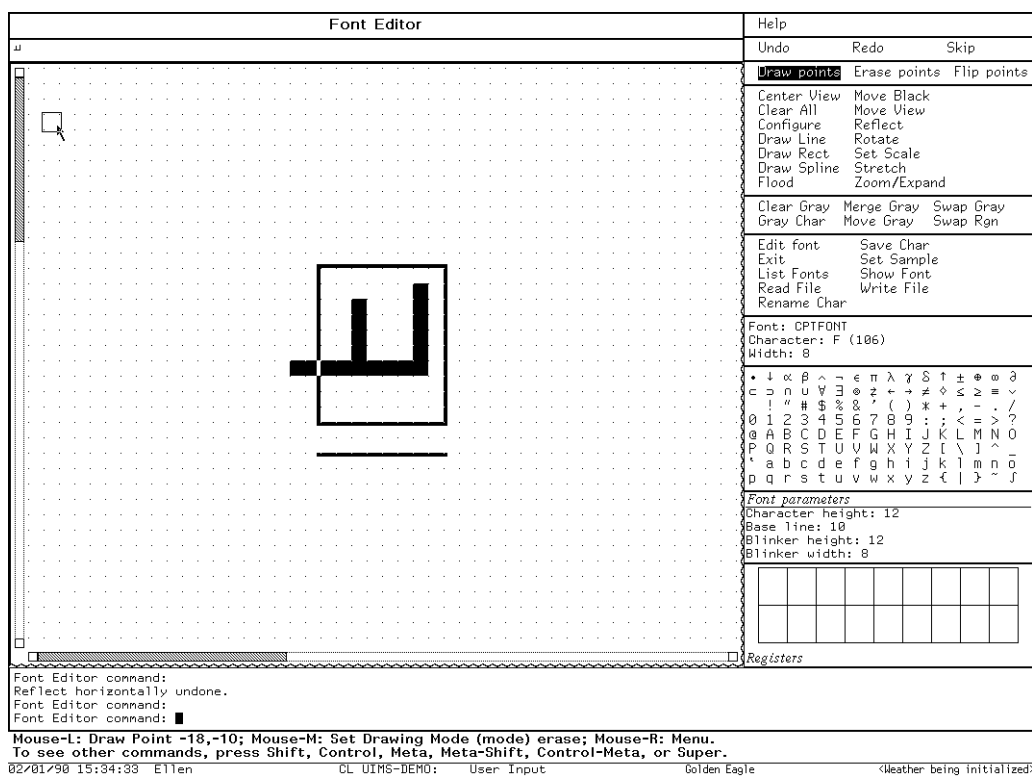 Font Editor
Help
Undo Redo Skip
Draw points Erase points Flip points
Center View Move Black
Clear All Move View
Configure Reflect
Draw Line Rotate
Draw Rect Set Scale
Draw Spline Stretch
Flood Zoom/Expand
Clear Gray Merge Gray Swap Gray
Gray Char Move Gray Swap Rgn
Edit font Save Char
Exit Set Sample
List Fonts Show Font
Read File Write File
Rename Char
Font: CPTFONT
Character: F (106)
Width: 8
· ↓ α β ^ ¬ ε π λ γ δ ↑ ± ⊕ ∞ ∂
⊂ ⊃ ∩ ∪ ∀ ∃ ⊗ ⇄ ← → ≠ ◊ ≤ ≥ ≡ ∨
! " # $ % & ' ( ) * + , - . /
0 1 2 3 4 5 6 7 8 9 : ; < = > ?
@ A B C D E F G H I J K L M N O
P Q R S T U V W X Y Z [ \ ] ^ _
` a b c d e f g h i j k l m n o
p q r s t u v w x y z { | } ~ ∫
Font parameters
Character height: 12
Base line: 10
Blinker height: 12
Blinker width: 8
Registers
Font Editor command:
Reflect horizontally undone.
Font Editor command:
Font Editor command:
Mouse-L: Draw Point -18,-10; Mouse-M: Set Drawing Mode (mode) erase; Mouse-R: Menu.
To see other commands, press Shift, Control, Meta, Meta-Shift, Control-Meta, or Super.
02/01/90 15:34:33 Ellen CL UIMS-DEMO: User Input Golden Eagle <Weather being initialized>